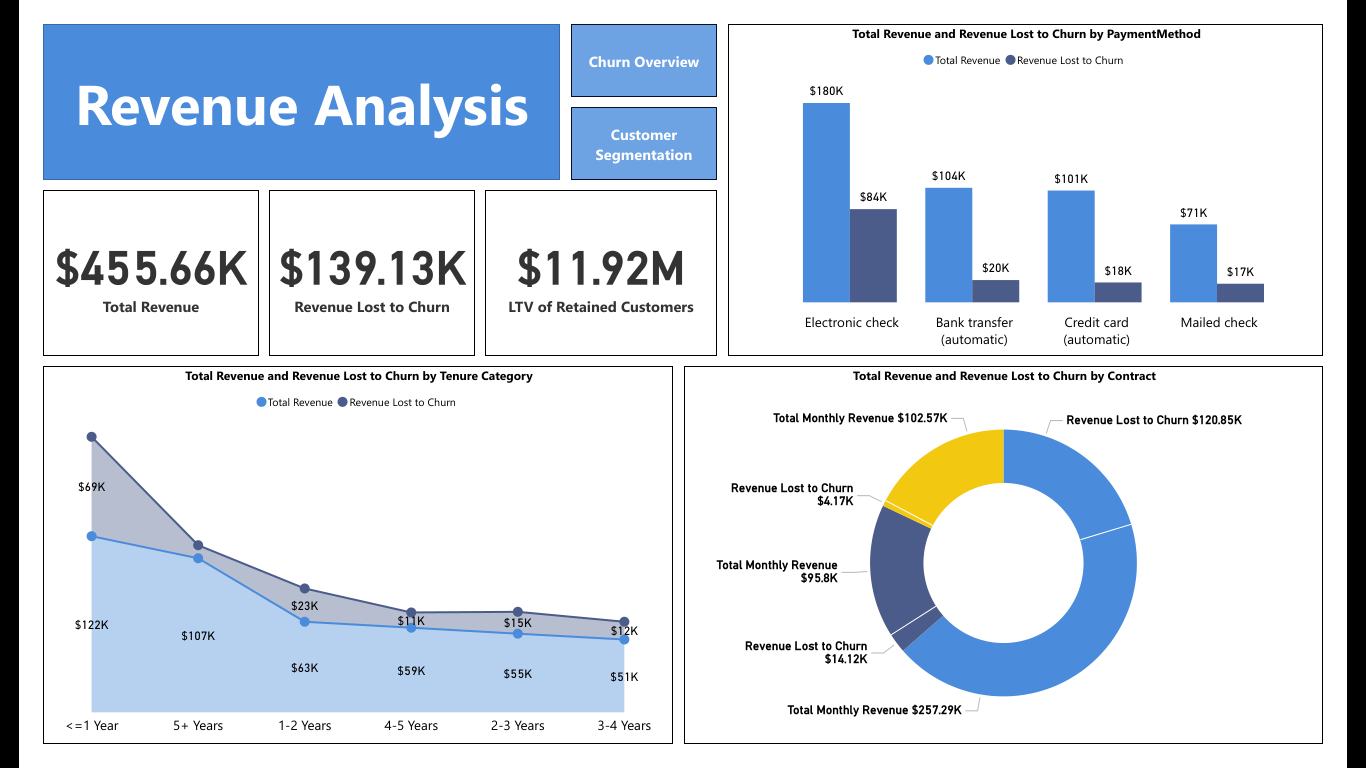 Revenue Analysis
Churn Overview
Customer
Segmentation
$455.66K
Total Revenue
$139.13K
Revenue Lost to Churn
$11.92M
LTV of Retained Customers
Total Revenue and Revenue Lost to Churn by PaymentMethod
Total Revenue Revenue Lost to Churn
$180K
$84K
$104K
$20K
$101K
$18K
$71K
$17K
Electronic check
Bank transfer
(automatic)
Credit card
(automatic)
Mailed check
Total Revenue and Revenue Lost to Churn by Tenure Category
Total Revenue Revenue Lost to Churn
$69K
$23K
$11K
$15K
$12K
$122K
$107K
$63K
$59K
$55K
$51K
<=1 Year
5+ Years
1-2 Years
4-5 Years
2-3 Years
3-4 Years
Total Revenue and Revenue Lost to Churn by Contract
Total Monthly Revenue $102.57K
Revenue Lost to Churn $120.85K
Revenue Lost to Churn
$4.17K
Total Monthly Revenue
$95.8K
Revenue Lost to Churn
$14.12K
Total Monthly Revenue $257.29K